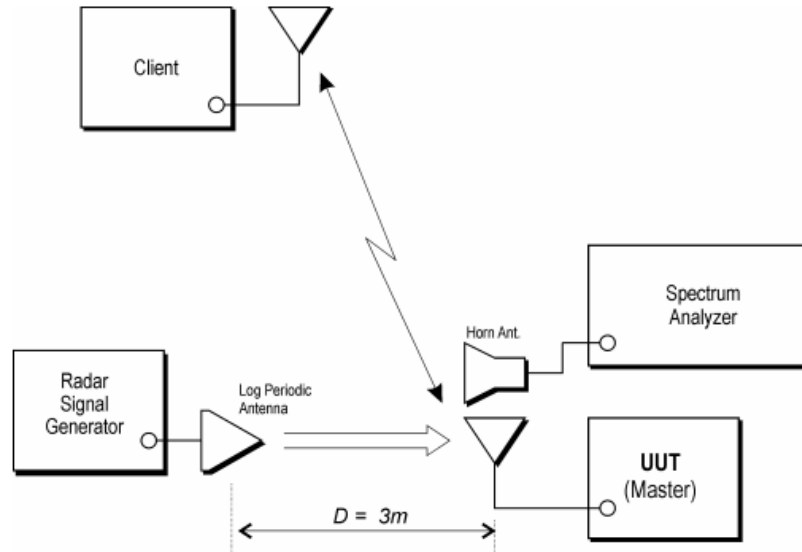 Client
Spectrum
Analyzer
Horn Ant.
Radar
Signal
Generator
Log Periodic
Antenna
UUT
(Master)
D = 3m